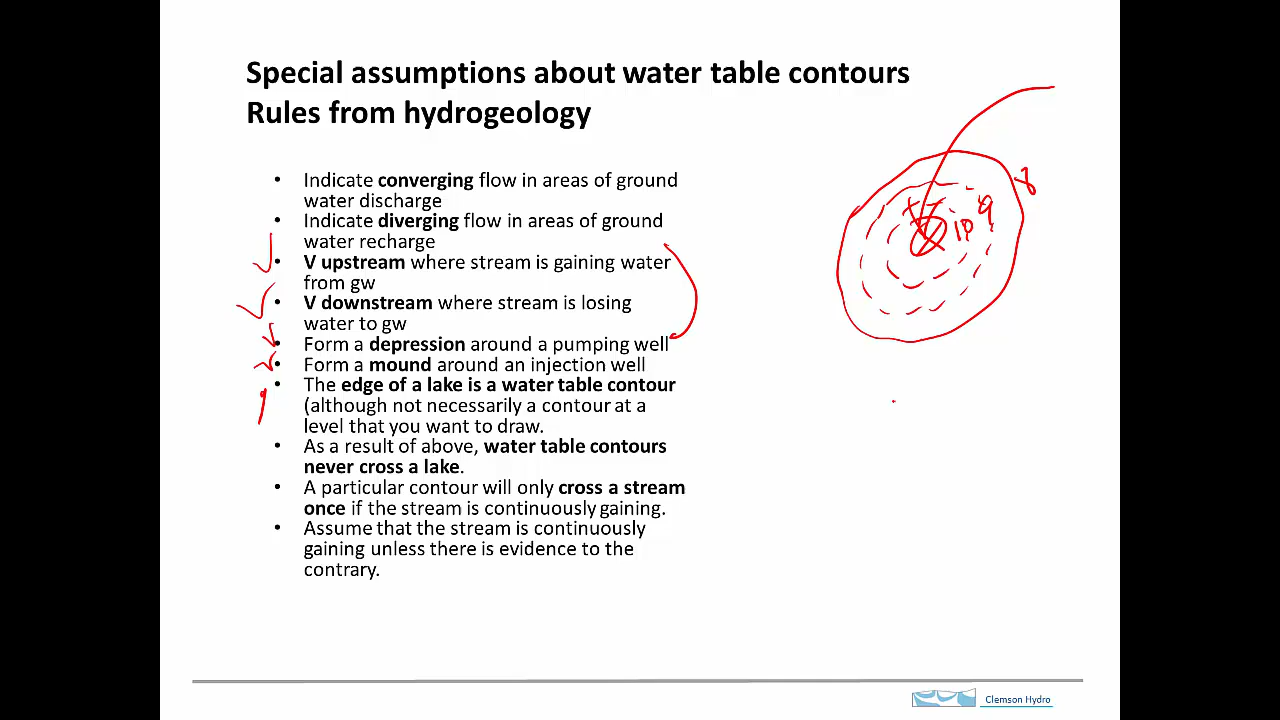 Special assumptions about water table contours
Rules from hydrogeology
• Indicate converging flow in areas of ground
water discharge
• Indicate diverging flow in areas of ground
water recharge
• V upstream where stream is gaining water
from gw
• V downstream where stream is losing
water to gw
• Form a depression around a pumping well
• Form a mound around an injection well
• The edge of a lake is a water table contour
(although not necessarily a contour at a
level that you want to draw.
• As a result of above, water table contours
never cross a lake.
• A particular contour will only cross a stream
once if the stream is continuously gaining.
• Assume that the stream is continuously
gaining unless there is evidence to the
contrary.
8
9
10
Clemson Hydro